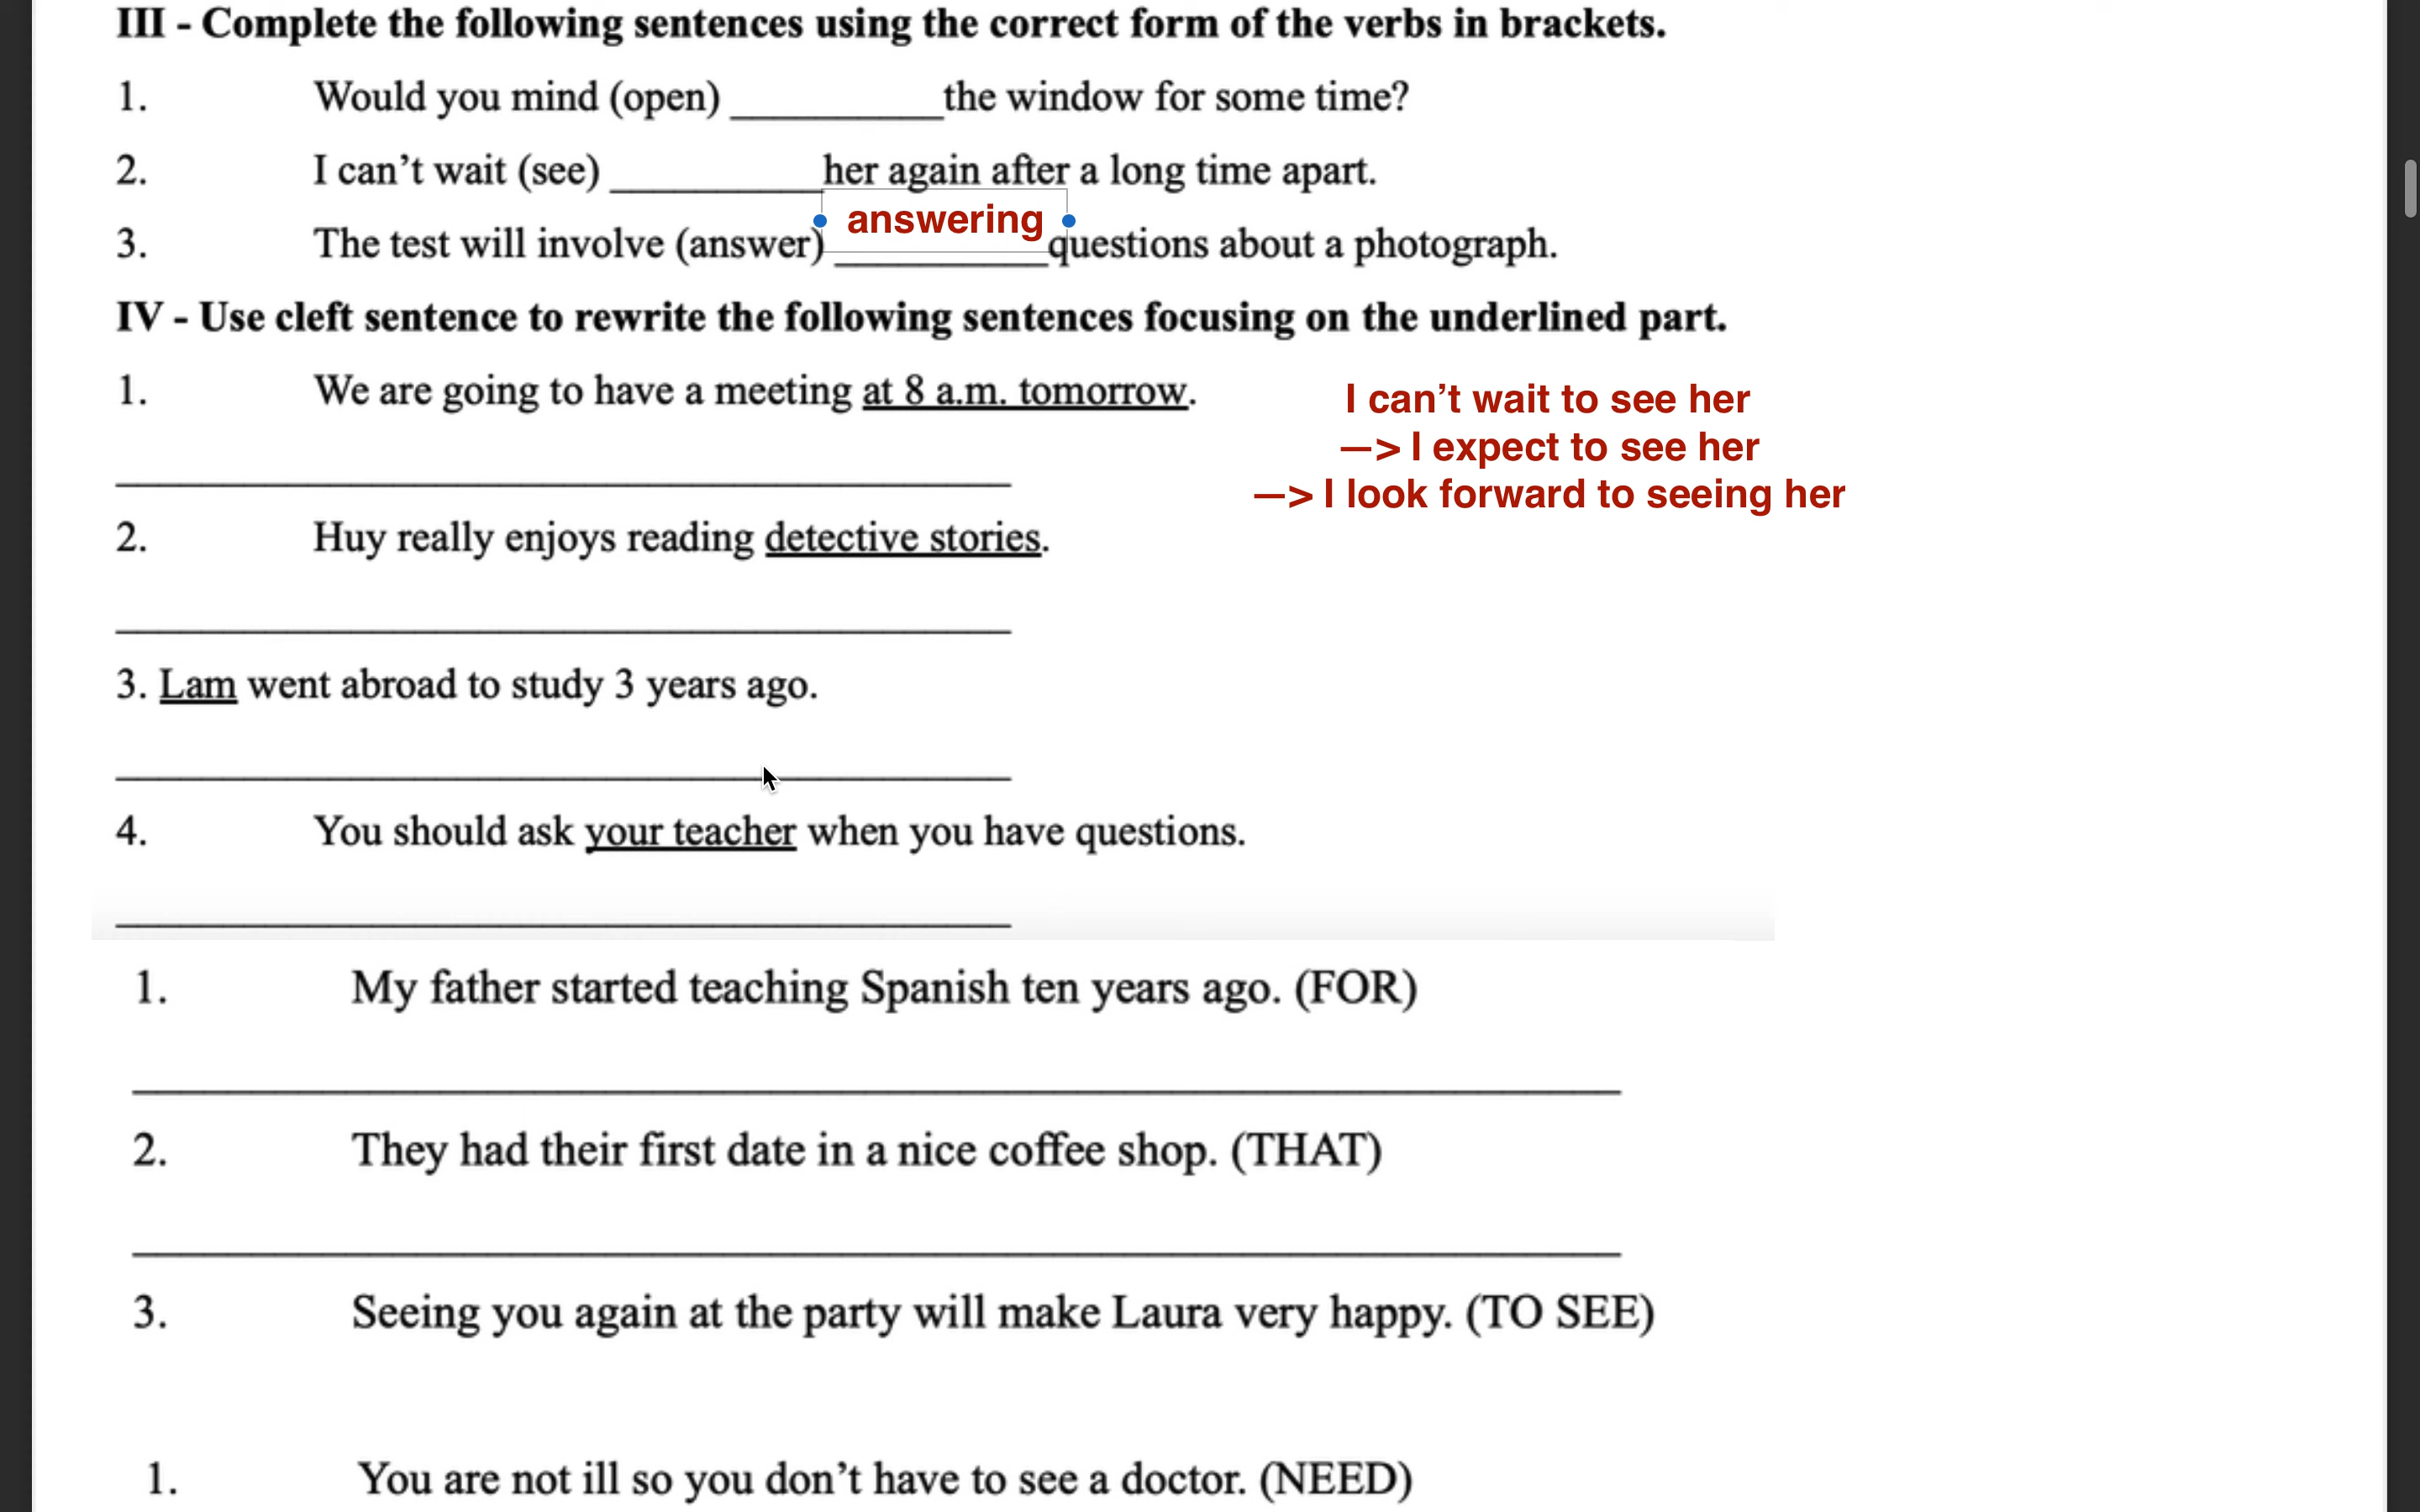 III - Complete the following sentences using the correct form of the verbs in brackets.
1. Would you mind (open) __________the window for some time?
2. I can’t wait (see) __________her again after a long time apart.
answering
3. The test will involve (answer) __________questions about a photograph.
IV - Use cleft sentence to rewrite the following sentences focusing on the underlined part.
1. We are going to have a meeting at 8 a.m. tomorrow.
I can’t wait to see her
—> I expect to see her
—> I look forward to seeing her
2. Huy really enjoys reading detective stories.
3. Lam went abroad to study 3 years ago.
4. You should ask your teacher when you have questions.
1. My father started teaching Spanish ten years ago. (FOR)
2. They had their first date in a nice coffee shop. (THAT)
3. Seeing you again at the party will make Laura very happy. (TO SEE)
1. You are not ill so you don’t have to see a doctor. (NEED)